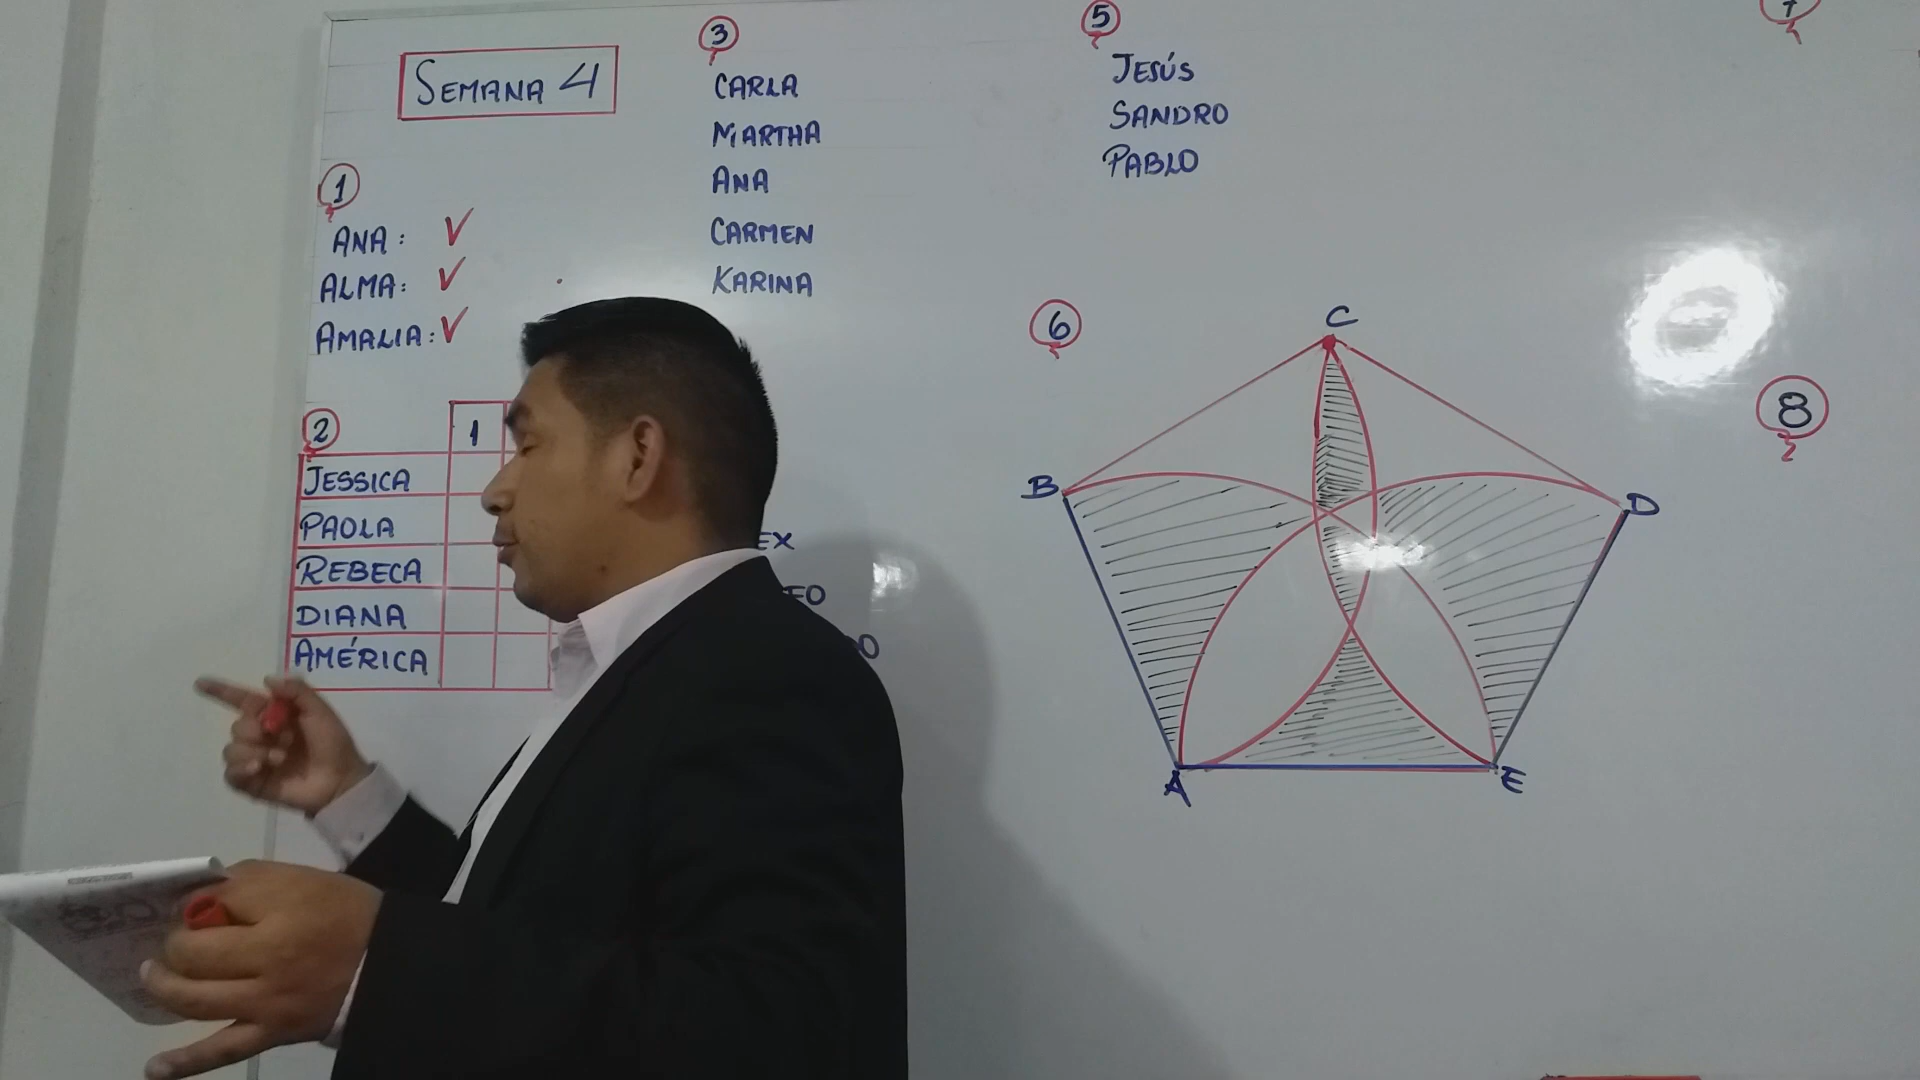 SEMANA 4
1
ANA: ✓
ALMA: ✓
AMALIA: ✓
2
1
JESSICA
PAOLA
REBECA
DIANA
AMÉRICA
3
CARLA
MARTHA
ANA
CARMEN
KARINA
5
JESÚS
SANDRO
PABLO
6
C
B
D
A
E
8